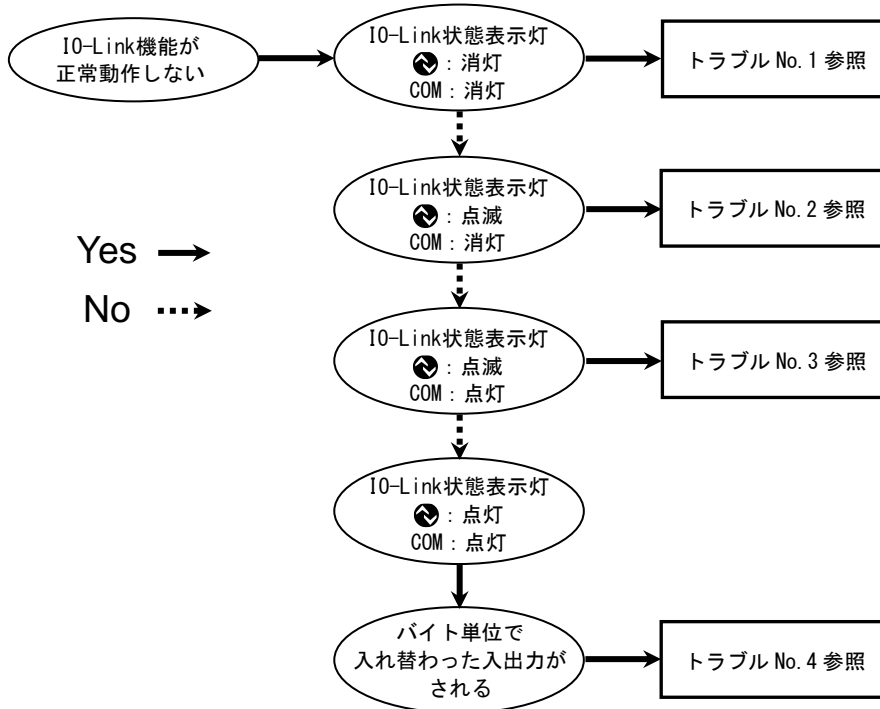 IO-Link機能が
正常動作しない
IO-Link状態表示灯
：消灯
COM：消灯
トラブル No.1 参照
IO-Link状態表示灯
：点滅
COM：消灯
トラブル No.2 参照
Yes
No
IO-Link状態表示灯
：点滅
COM：点灯
トラブル No.3 参照
IO-Link状態表示灯
：点灯
COM：点灯
バイト単位で
入れ替わった入出力が
される
トラブル No.4 参照